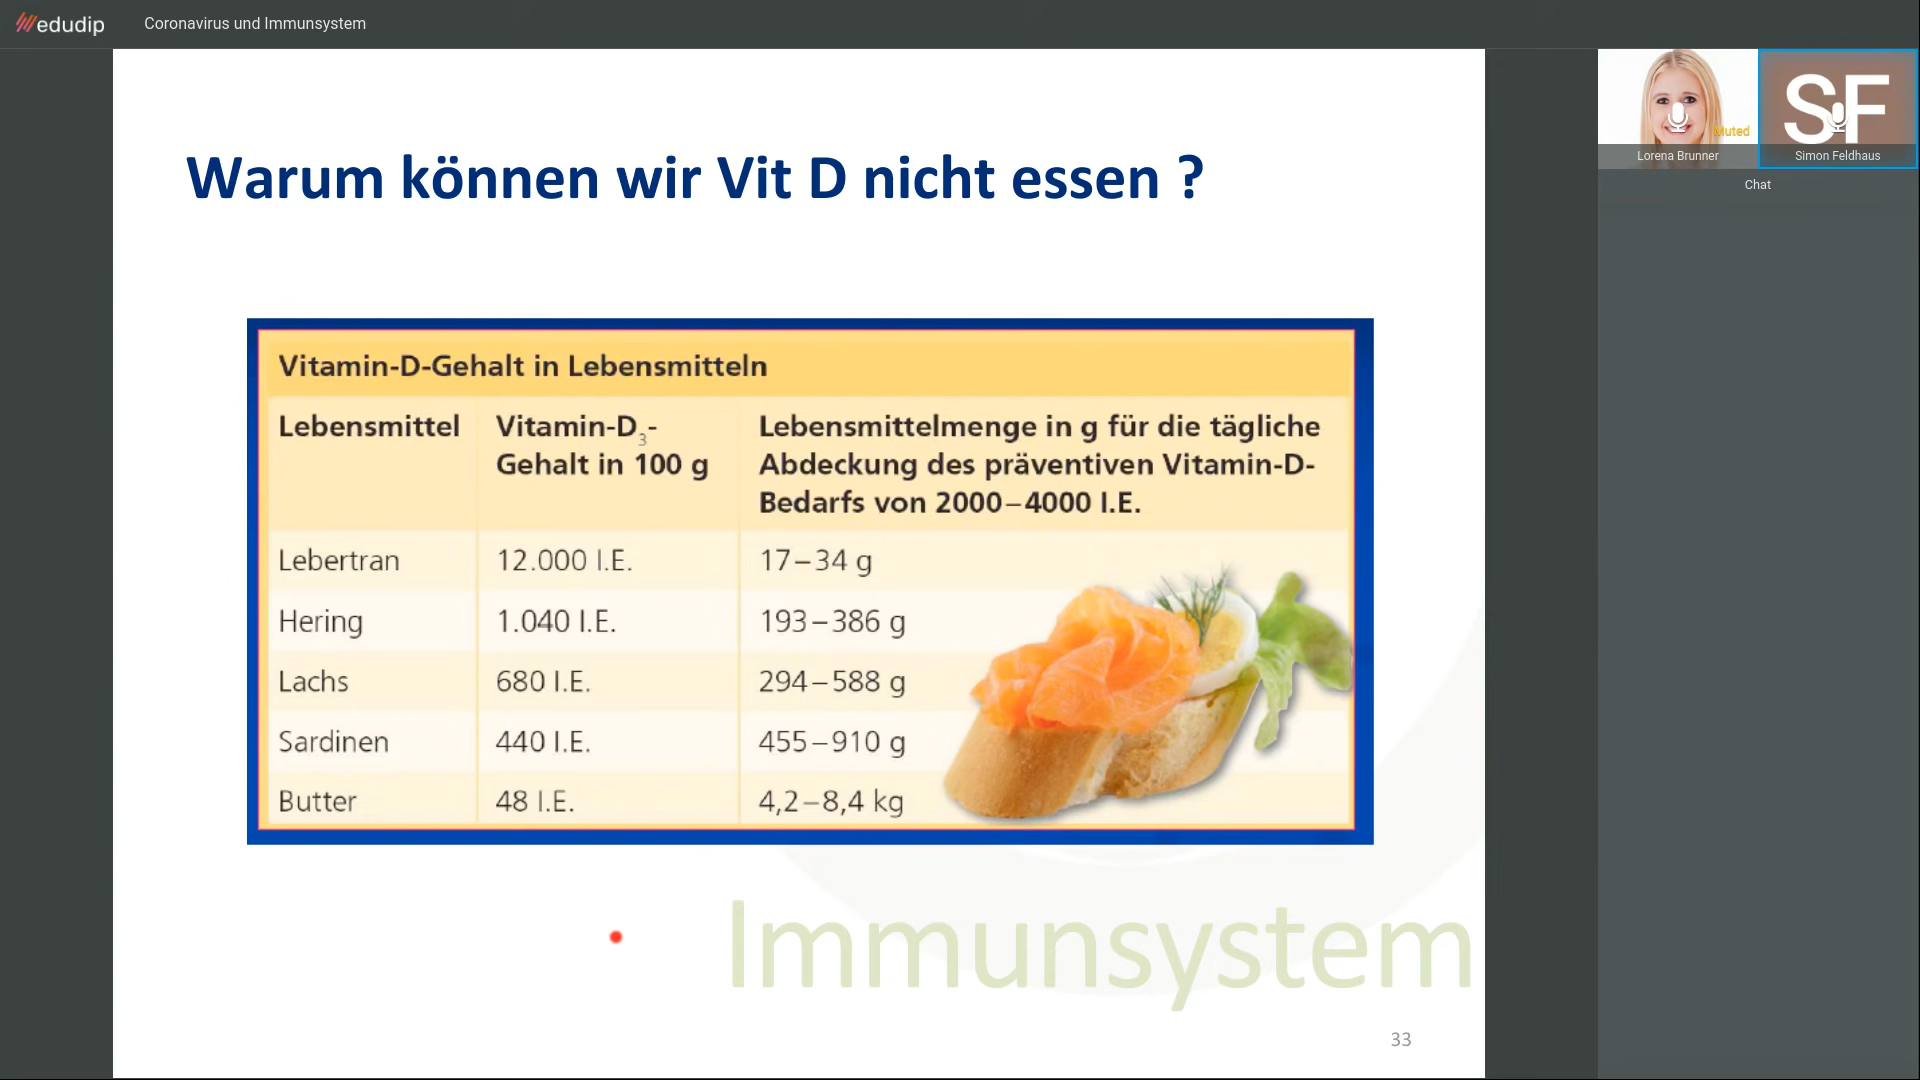 edudip
Coronavirus und Immunsystem
Warum können wir Vit D nicht essen ?
Vitamin-D-Gehalt in Lebensmitteln
Lebensmittel
Vitamin-D3-
Gehalt in 100 g
Lebensmittelmenge in g für die tägliche
Abdeckung des präventiven Vitamin-D-
Bedarfs von 2000–4000 I.E.
Lebertran 12.000 I.E. 17–34 g
Hering 1.040 I.E. 193–386 g
Lachs 680 I.E. 294–588 g
Sardinen 440 I.E. 455–910 g
Butter 48 I.E. 4,2–8,4 kg
Immunsystem
33
Muted
Lorena Brunner
SF
Simon Feldhaus
Chat